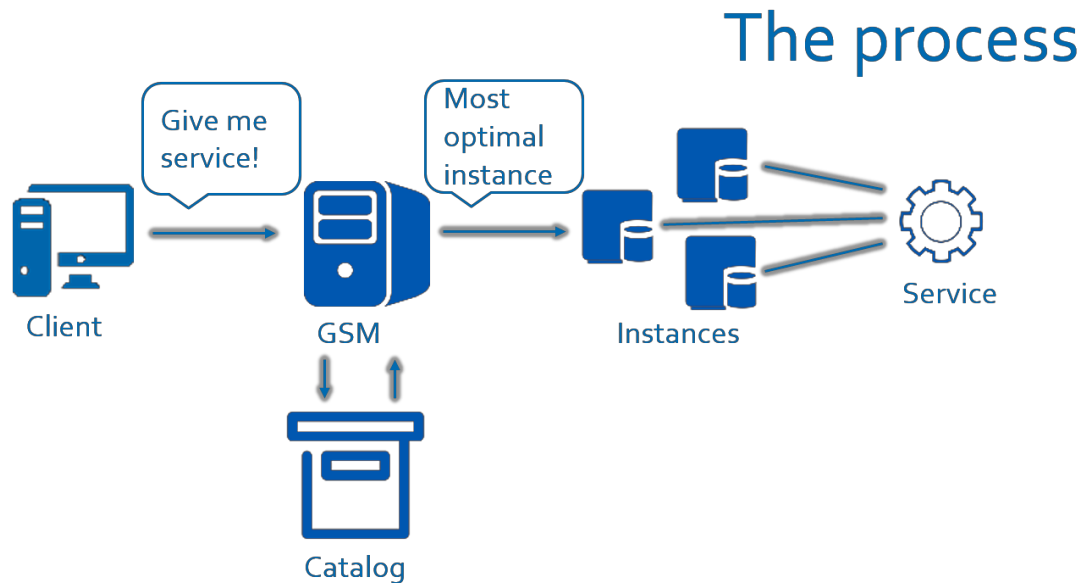 The process
Give me
service!
Most
optimal
instance
Client
GSM
Instances
Service
Catalog